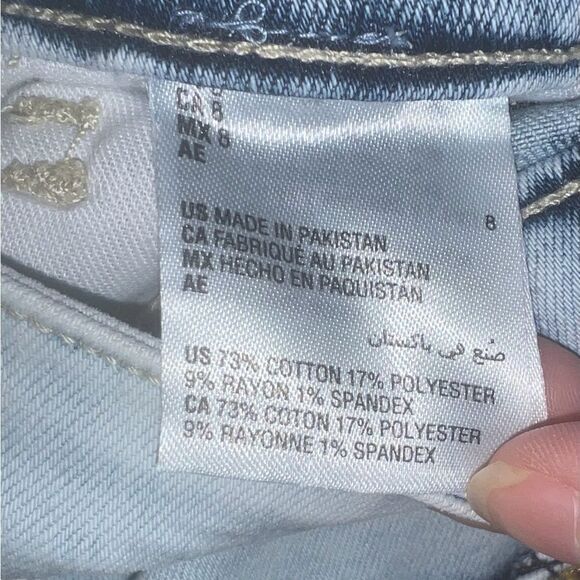 CA 8
MX 8
AE
US MADE IN PAKISTAN
8
CA FABRIQUÉ AU PAKISTAN
MX HECHO EN PAQUISTAN
AE
صُنع في باكستان
US 73% COTTON 17% POLYESTER
9% RAYON 1% SPANDEX
CA 73% COTON 17% POLYESTER
9% RAYONNE 1% SPANDEX